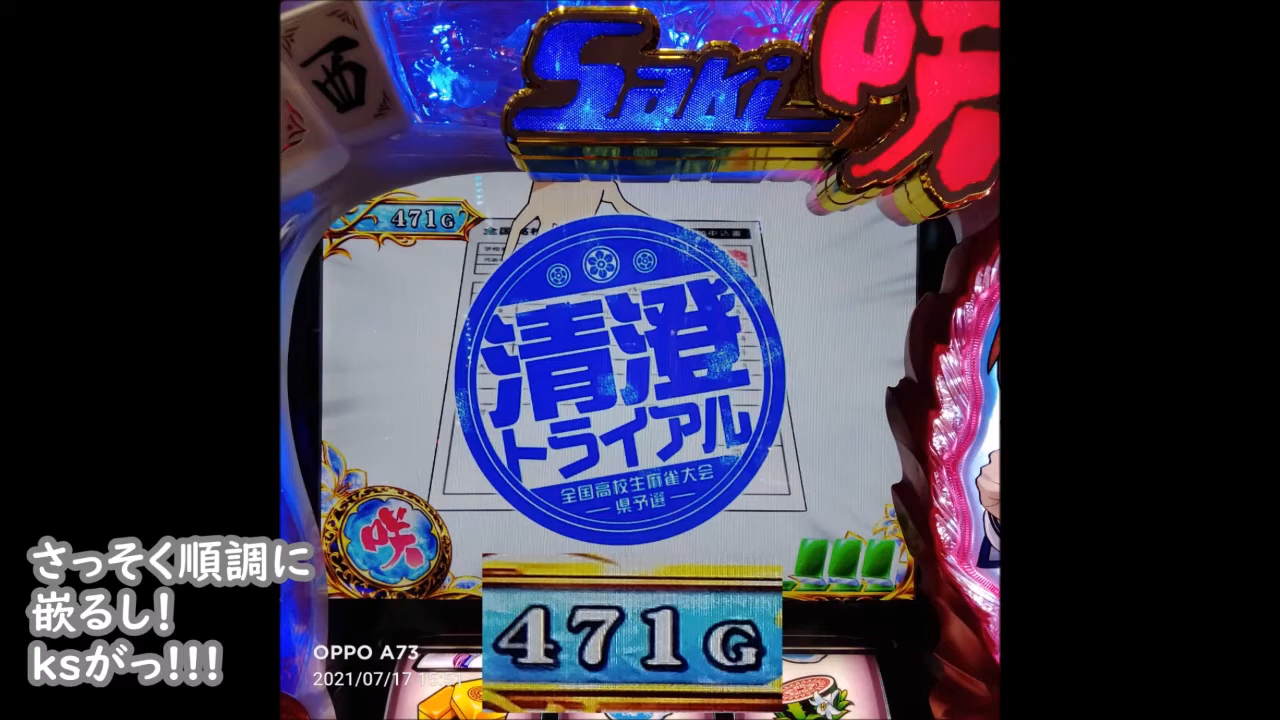 西
Saki
咲
471G
清澄
トライアル
全国高校生麻雀大会
県予選
咲
471G
さっそく順調に
嵌るし!
ksがっ!!!
OPPO A73
2021/07/17